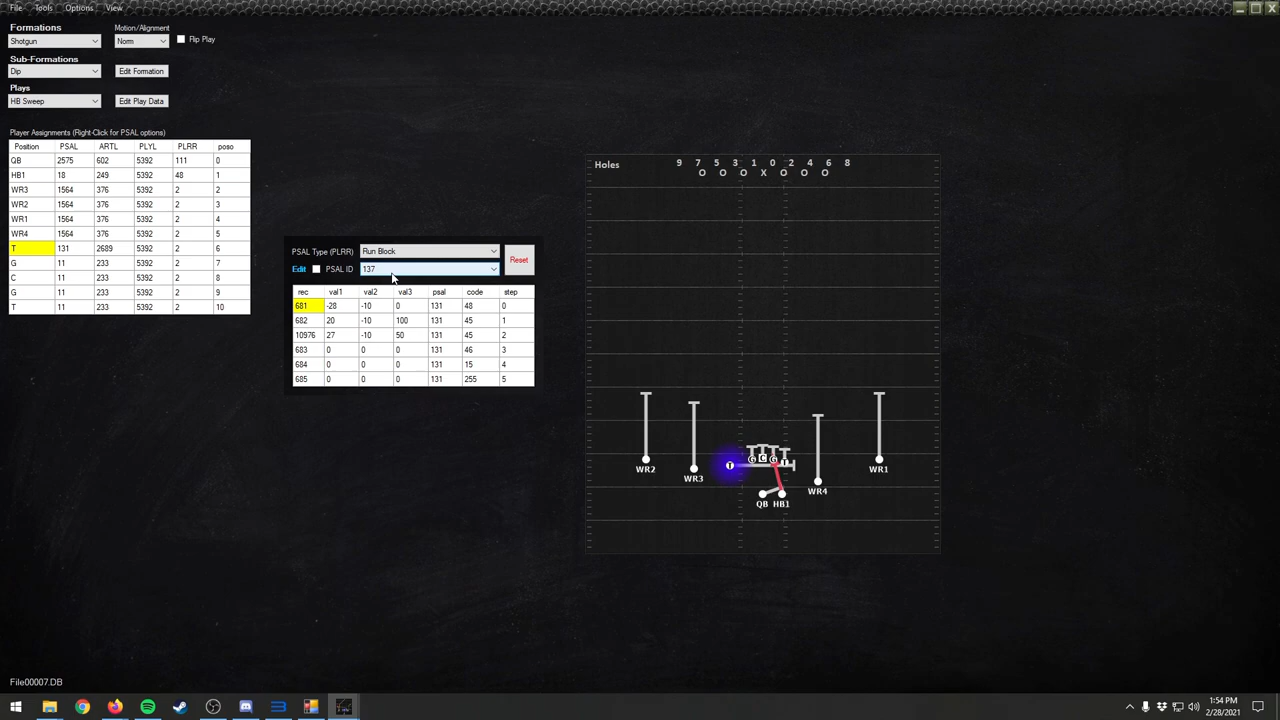 File Tools Options View
Formations Motion/Alignment
Shotgun Norm Flip Play
Sub-Formations
Dip Edit Formation
Plays
HB Sweep Edit Play Data
Player Assignments (Right-Click for PSAL options)
Position PSAL ARTL PLYL PLRR poso
QB 2575 602 5392 111 0
HB1 18 249 5392 48 1
WR3 1564 376 5392 2 2
WR2 1564 376 5392 2 3
WR1 1564 376 5392 2 4
WR4 1564 376 5392 2 5
T 131 2689 5392 2 6
G 11 233 5392 2 7
C 11 233 5392 2 8
G 11 233 5392 2 9
T 11 233 5392 2 10
PSAL Type (PLRR) Run Block
Reset
Edit PSAL ID 137
rec val1 val2 val3 psal code step
681 -28 -10 0 131 48 0
682 20 -10 100 131 45 1
10976 27 -10 50 131 45 2
683 0 0 0 131 46 3
684 0 0 0 131 15 4
685 0 0 0 131 255 5
Holes 9 7 5 3 1 0 2 4 6 8
O O O X O O O
T G C G T
WR2 WR3 WR1
WR4
QB HB1
File00007.DB
1:54 PM
2/28/2021